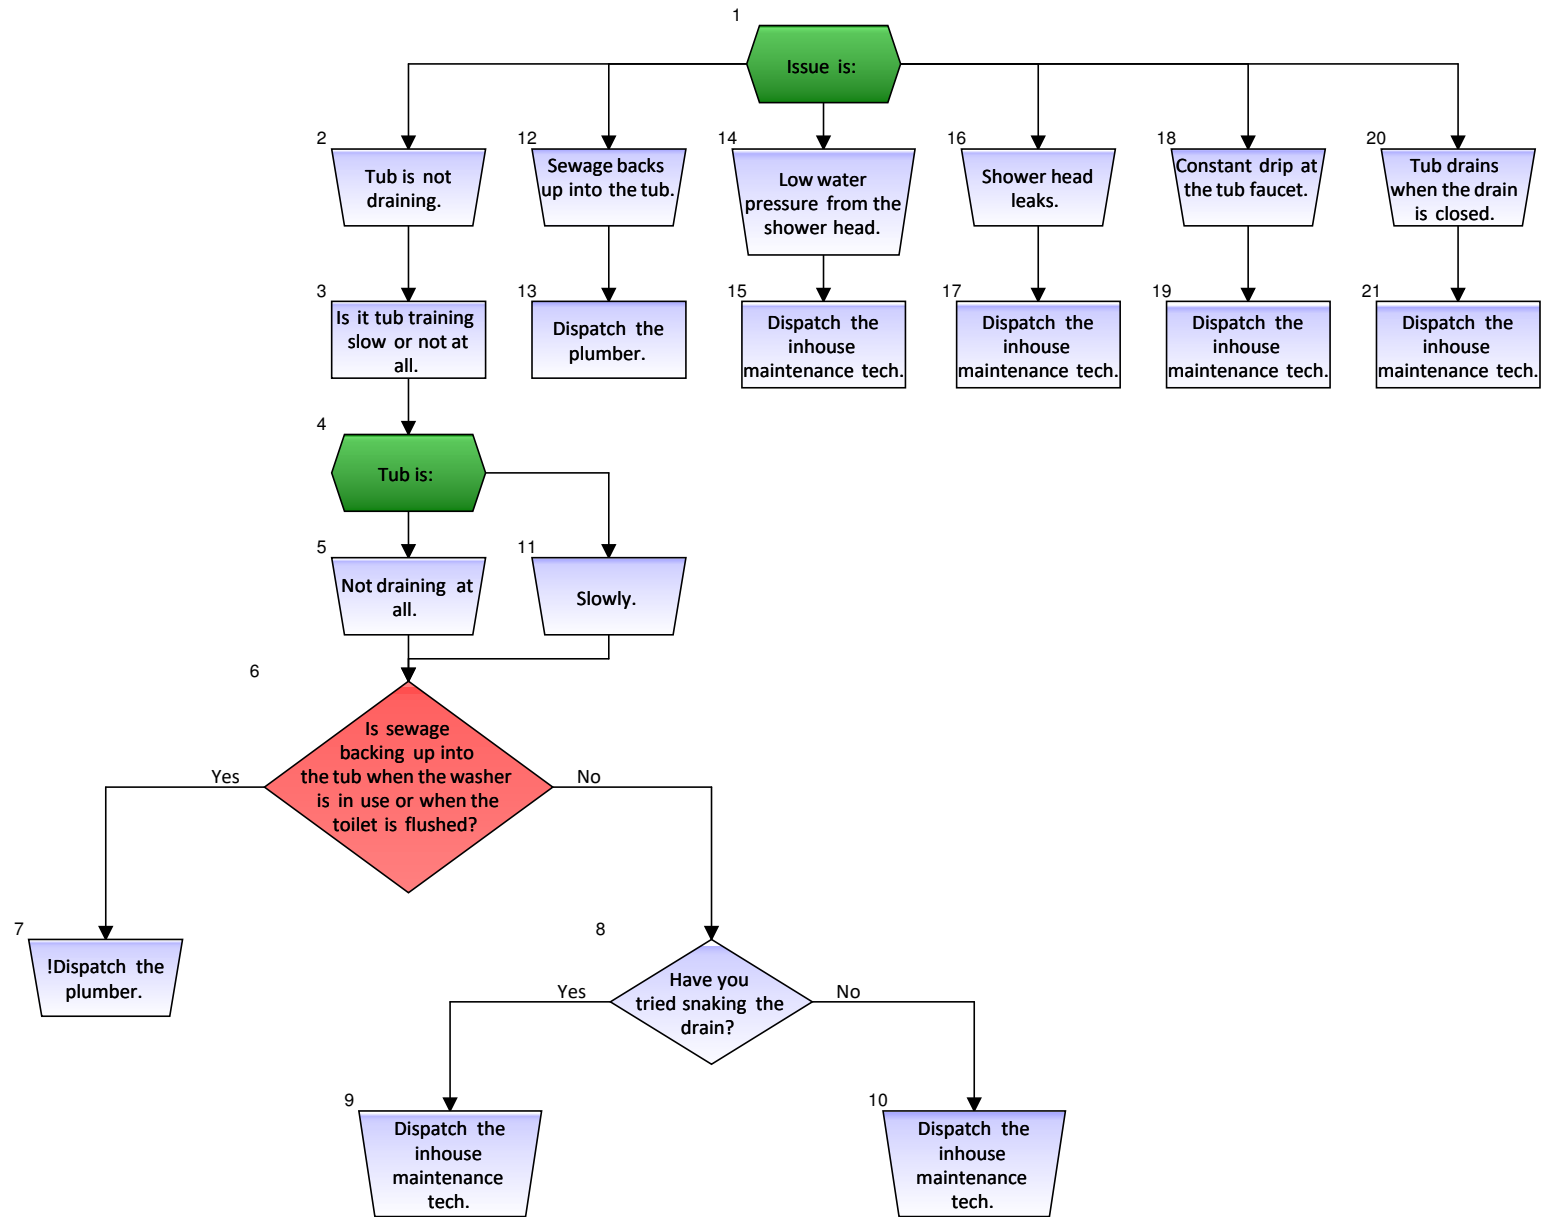 1
Issue is:
2
Tub is not
draining.
12
Sewage backs
up into the tub.
14
Low water
pressure from the
shower head.
16
Shower head
leaks.
18
Constant drip at
the tub faucet.
20
Tub drains
when the drain
is closed.
3
Is it tub training
slow or not at
all.
13
Dispatch the
plumber.
15
Dispatch the
inhouse
maintenance tech.
17
Dispatch the
inhouse
maintenance tech.
19
Dispatch the
inhouse
maintenance tech.
21
Dispatch the
inhouse
maintenance tech.
4
Tub is:
5
Not draining at
all.
11
Slowly.
6
Is sewage
backing up into
the tub when the washer
is in use or when the
toilet is flushed?
Yes
No
7
!Dispatch the
plumber.
8
Have you
tried snaking the
drain?
Yes
No
9
Dispatch the
inhouse
maintenance
tech.
10
Dispatch the
inhouse
maintenance
tech.